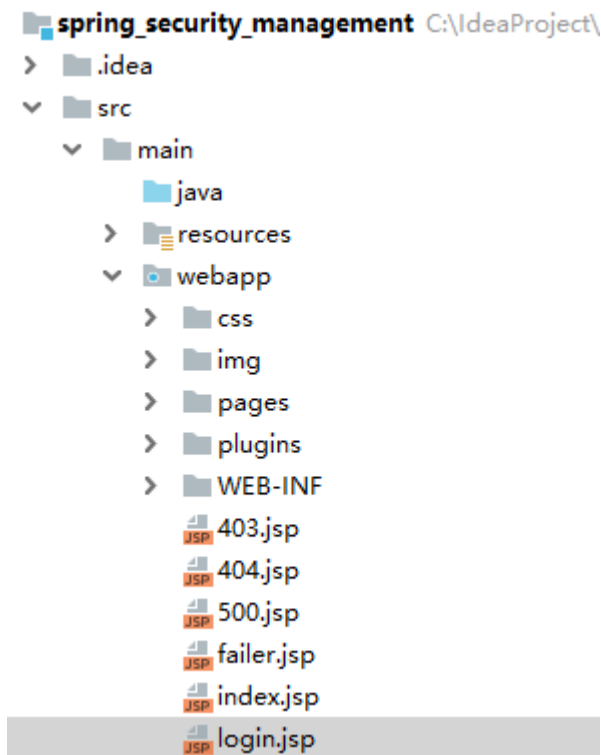 spring_security_management C:\IdeaProject\
.idea
src
main
java
resources
webapp
css
img
pages
plugins
WEB-INF
JSP 403.jsp
JSP 404.jsp
JSP 500.jsp
JSP failer.jsp
JSP index.jsp
JSP login.jsp